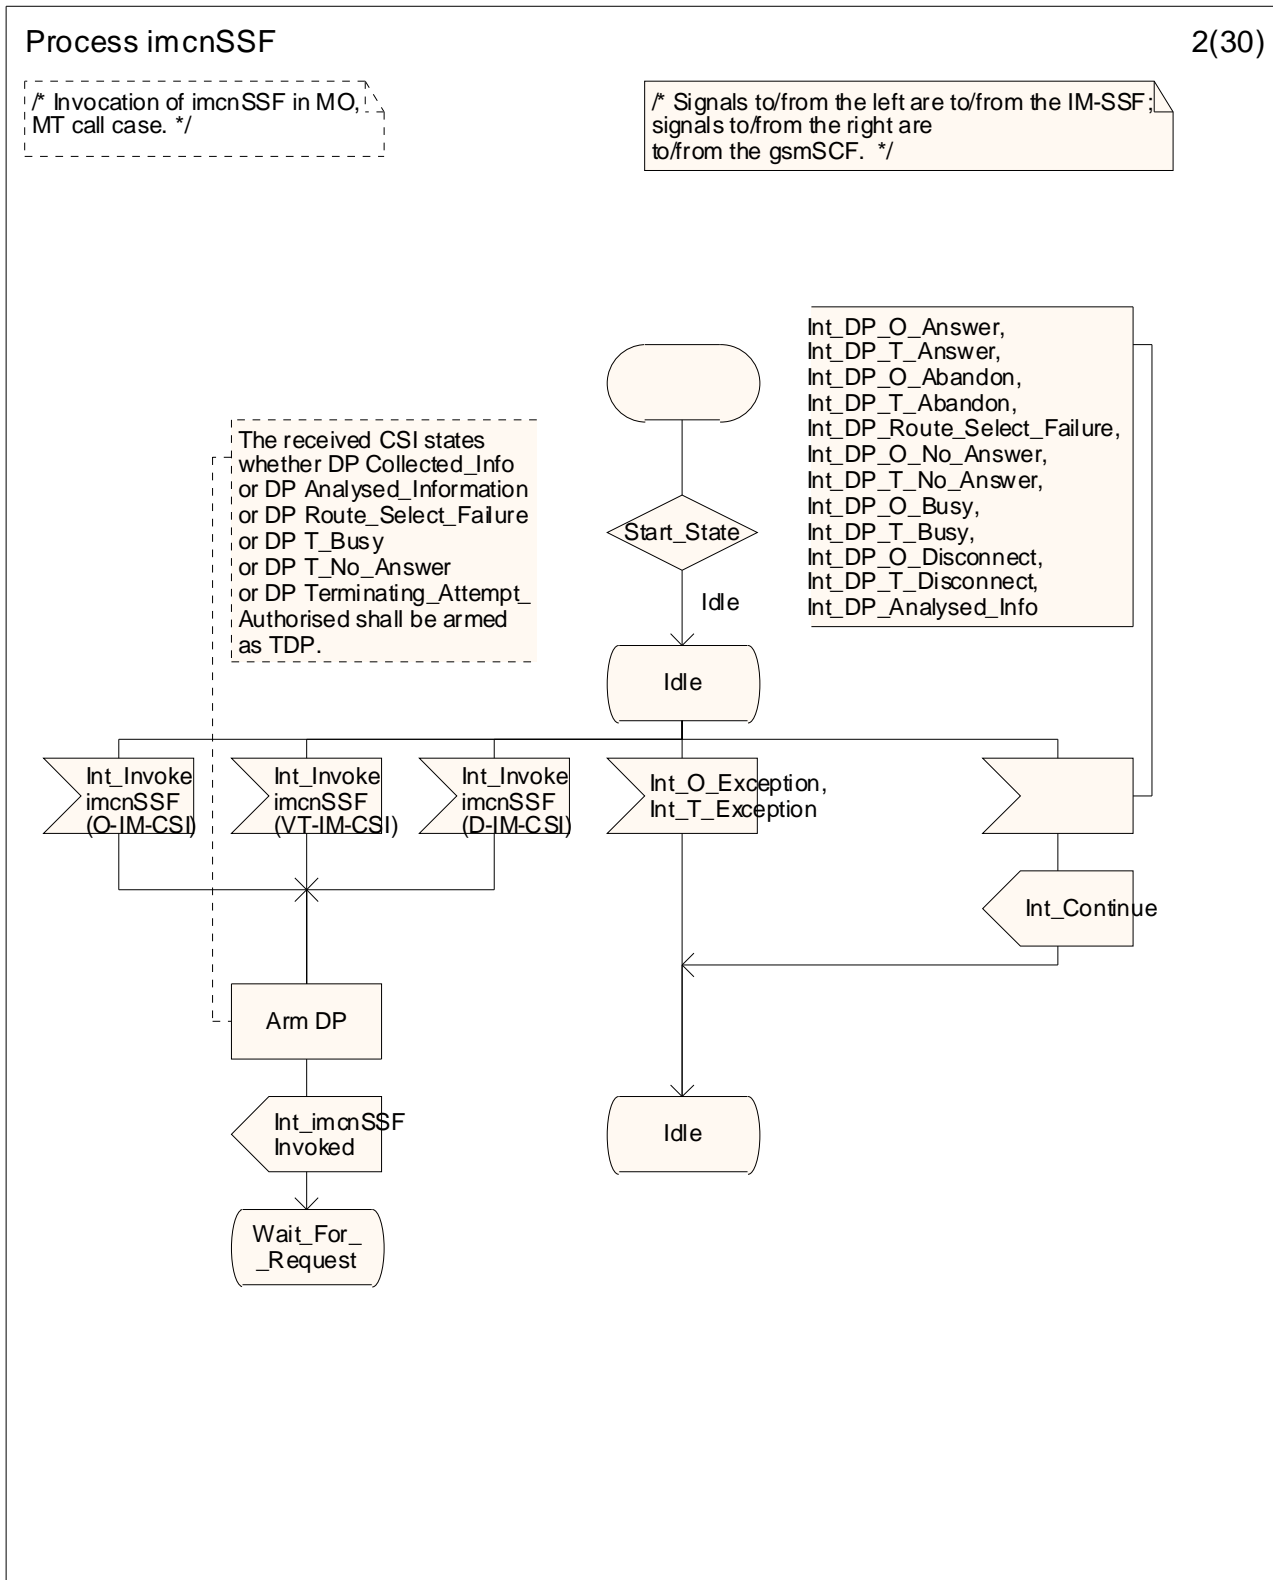 Process imcnSSF
2(30)
/* Invocation of imcnSSF in MO,
MT call case. */
/* Signals to/from the left are to/from the IM-SSF;
signals to/from the right are
to/from the gsmSCF. */
Int_DP_O_Answer,
Int_DP_T_Answer,
Int_DP_O_Abandon,
Int_DP_T_Abandon,
Int_DP_Route_Select_Failure,
Int_DP_O_No_Answer,
Int_DP_T_No_Answer,
Int_DP_O_Busy,
Int_DP_T_Busy,
Int_DP_O_Disconnect,
Int_DP_T_Disconnect,
Int_DP_Analysed_Info
The received CSI states
whether DP Collected_Info
or DP Analysed_Information
or DP Route_Select_Failure
or DP T_Busy
or DP T_No_Answer
or DP Terminating_Attempt_
Authorised shall be armed
as TDP.
Start_State
Idle
Idle
Int_Invoke
imcnSSF
(O-IM-CSI)
Int_Invoke
imcnSSF
(VT-IM-CSI)
Int_Invoke
imcnSSF
(D-IM-CSI)
Int_O_Exception,
Int_T_Exception
Int_Continue
Arm DP
Int_imcnSSF
Invoked
Idle
Wait_For_
_Request